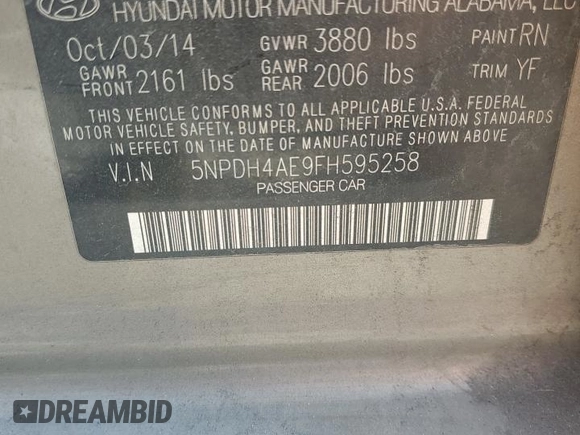 HYUNDAI MOTOR MANUFACTURING ALABAMA, LLC
Oct/03/14 GVWR 3880 lbs PAINT RN
GAWR FRONT 2161 lbs GAWR REAR 2006 lbs TRIM YF
THIS VEHICLE CONFORMS TO ALL APPLICABLE U.S.A. FEDERAL
MOTOR VEHICLE SAFETY, BUMPER, AND THEFT PREVENTION STANDARDS
IN EFFECT ON THE DATE OF MANUFACTURE SHOWN ABOVE.
V.I.N 5NPDH4AE9FH595258
PASSENGER CAR
DREAMBID